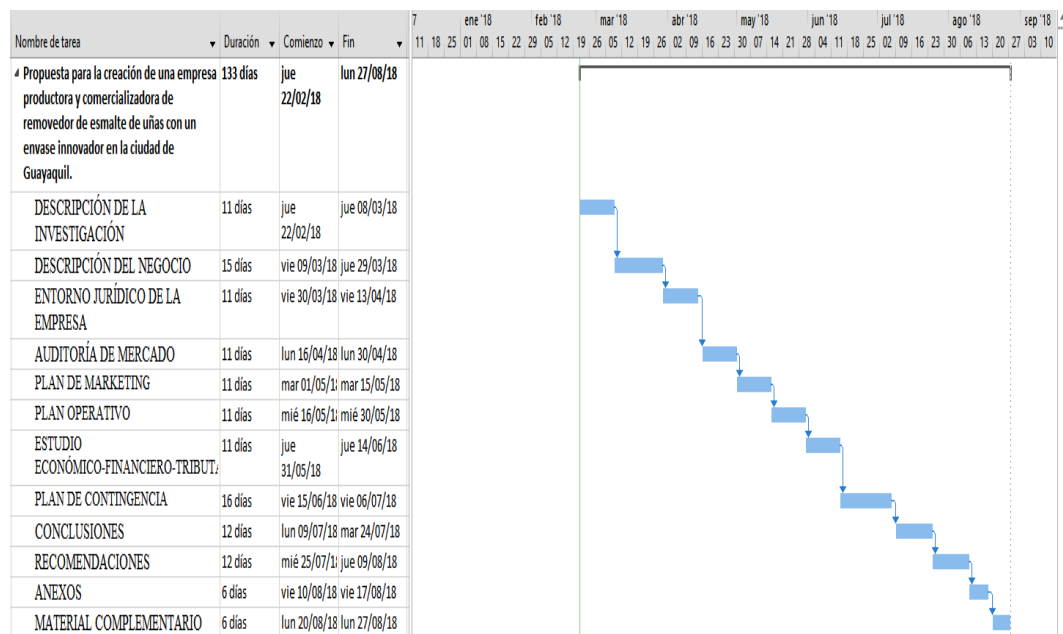 7 ene '18 feb '18 mar '18 abr '18 may '18 jun '18 jul '18 ago '18 sep '18
Nombre de tarea Duración Comienzo Fin 11 18 25 01 08 15 22 29 05 12 19 26 05 12 19 26 02 09 16 23 30 07 14 21 28 04 11 18 25 02 09 16 23 30 06 13 20 27 03 10
Propuesta para la creación de una empresa 133 días jue lun 27/08/18
productora y comercializadora de 22/02/18
removedor de esmalte de uñas con un
envase innovador en la ciudad de
Guayaquil.
DESCRIPCIÓN DE LA 11 días jue jue 08/03/18
INVESTIGACIÓN 22/02/18
DESCRIPCIÓN DEL NEGOCIO 15 días vie 09/03/18 jue 29/03/18
ENTORNO JURÍDICO DE LA 11 días vie 30/03/18 vie 13/04/18
EMPRESA
AUDITORÍA DE MERCADO 11 días lun 16/04/18 lun 30/04/18
PLAN DE MARKETING 11 días mar 01/05/1 mar 15/05/18
PLAN OPERATIVO 11 días mié 16/05/1 mié 30/05/18
ESTUDIO 11 días jue jue 14/06/18
ECONÓMICO-FINANCIERO-TRIBUTA 31/05/18
PLAN DE CONTINGENCIA 16 días vie 15/06/18 vie 06/07/18
CONCLUSIONES 12 días lun 09/07/18 mar 24/07/18
RECOMENDACIONES 12 días mié 25/07/1 jue 09/08/18
ANEXOS 6 días vie 10/08/18 vie 17/08/18
MATERIAL COMPLEMENTARIO 6 días lun 20/08/18 lun 27/08/18